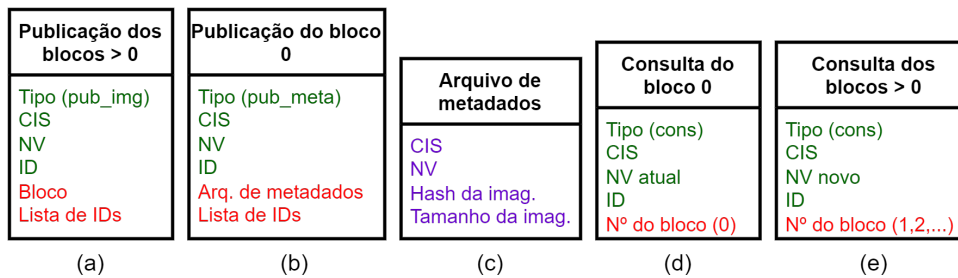 Publicação dos
blocos > 0
Tipo (pub_img)
CIS
NV
ID
Bloco
Lista de IDs
(a)
Publicação do bloco
0
Tipo (pub_meta)
CIS
NV
ID
Arq. de metadados
Lista de IDs
(b)
Arquivo de
metadados
CIS
NV
Hash da imag.
Tamanho da imag.
(c)
Consulta do
bloco 0
Tipo (cons)
CIS
NV atual
ID
Nº do bloco (0)
(d)
Consulta dos
blocos > 0
Tipo (cons)
CIS
NV novo
ID
Nº do bloco (1,2,...)
(e)